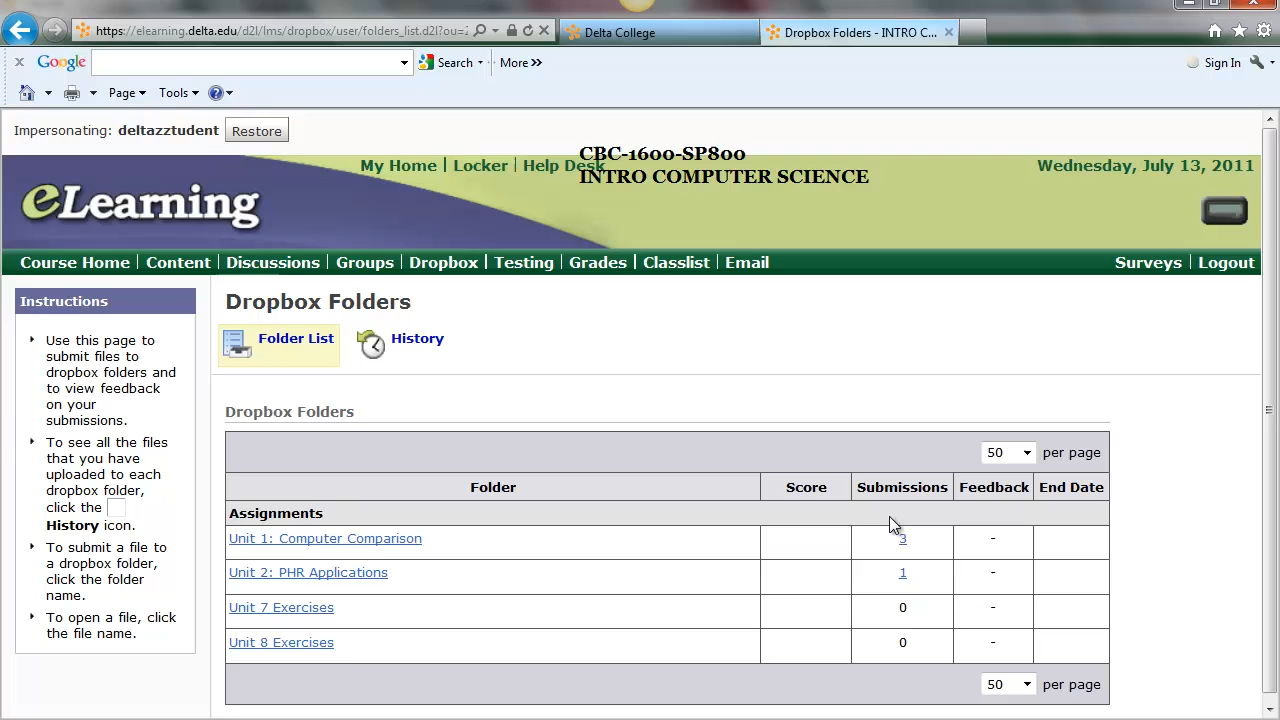 https://elearning.delta.edu/d2l/lms/dropbox/user/folders_list.d2l?ou=
Delta College
Dropbox Folders - INTRO C...
Google
Search
More »
Sign In
Page
Tools
Impersonating: deltazztudent
Restore
CBC-1600-SP800
INTRO COMPUTER SCIENCE
My Home | Locker | Help Desk
Wednesday, July 13, 2011
eLearning
Course Home | Content | Discussions | Groups | Dropbox | Testing | Grades | Classlist | Email
Surveys | Logout
Instructions
Use this page to
submit files to
dropbox folders and
to view feedback
on your
submissions.
To see all the files
that you have
uploaded to each
dropbox folder,
click the
History icon.
To submit a file to
a dropbox folder,
click the folder
name.
To open a file, click
the file name.
Dropbox Folders
Folder List
History
Dropbox Folders
50 per page
Folder Score Submissions Feedback End Date
Assignments
Unit 1: Computer Comparison 3 -
Unit 2: PHR Applications 1 -
Unit 7 Exercises 0 -
Unit 8 Exercises 0 -
50 per page